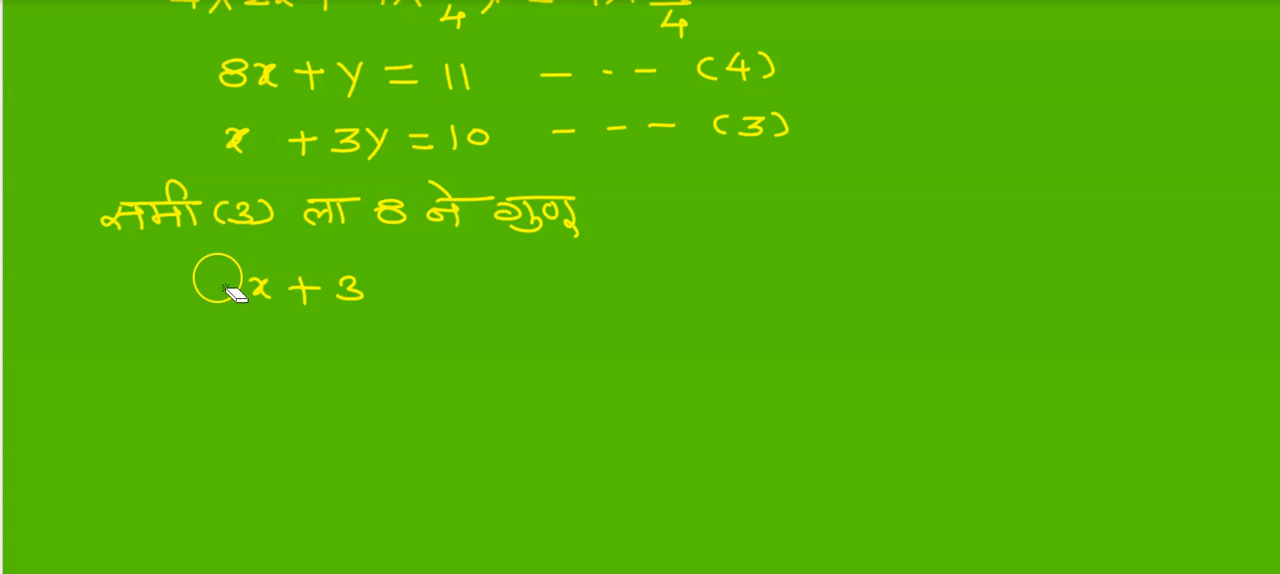 8x + y = 11 --- (4)
x + 3y = 10 --- (3)
समी (3) ला 8 ने गुणू
x + 3